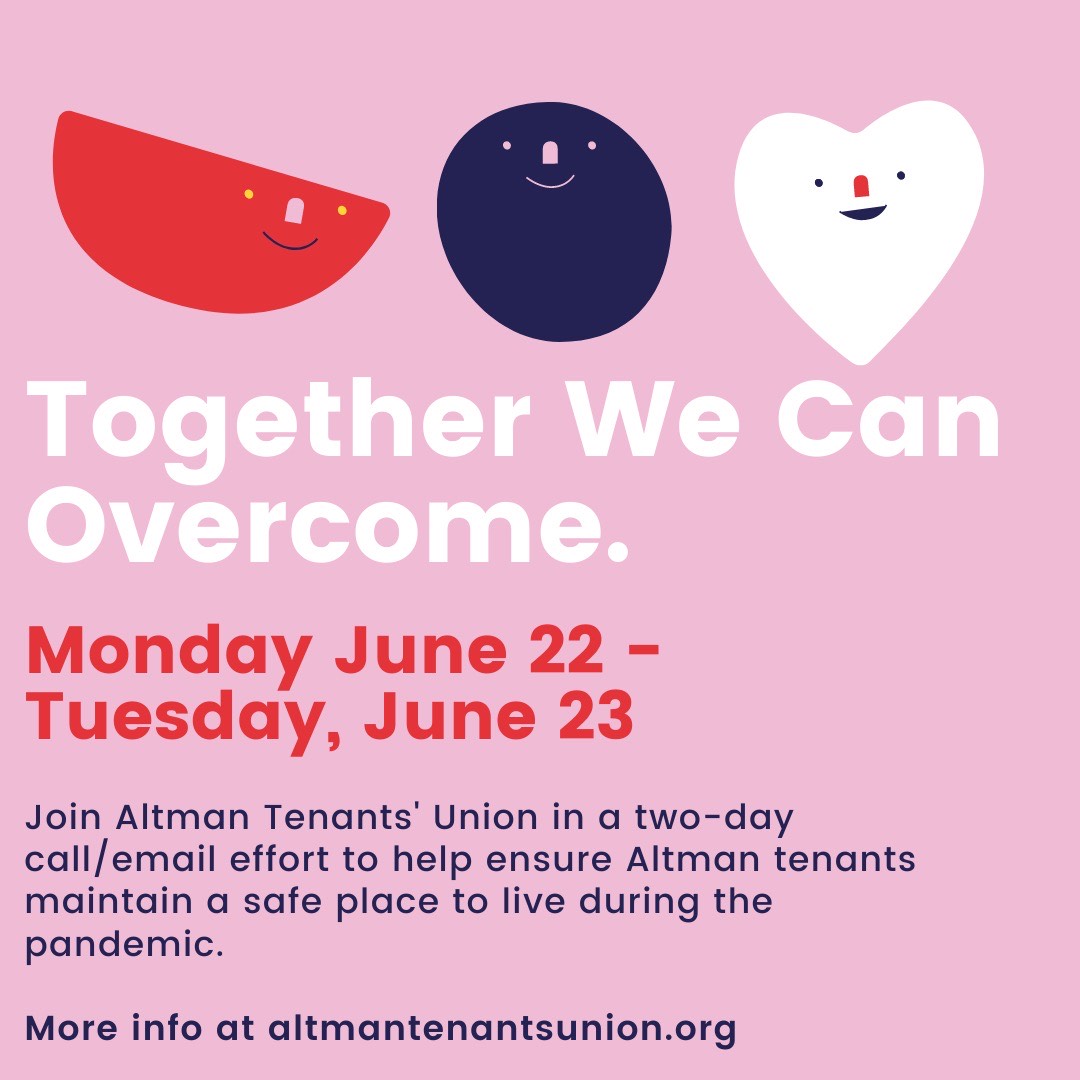 Together We Can
Overcome.
Monday June 22 -
Tuesday, June 23
Join Altman Tenants' Union in a two-day
call/email effort to help ensure Altman tenants
maintain a safe place to live during the
pandemic.
More info at altmantenantsunion.org